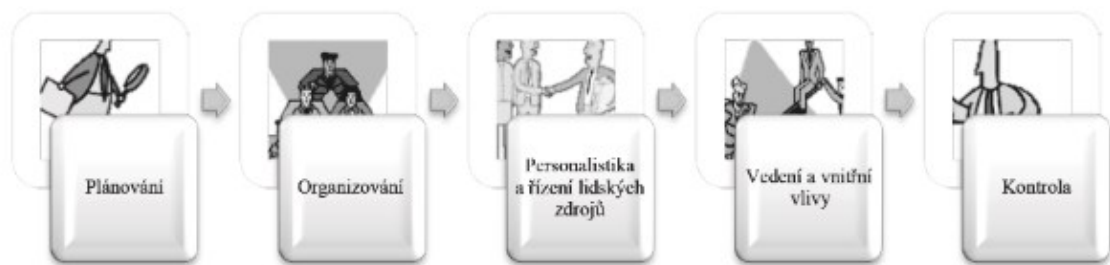 Plánování
Organizování
Personalistika
a řízení lidských
zdrojů
Vedení a vnitřní
vlivy
Kontrola